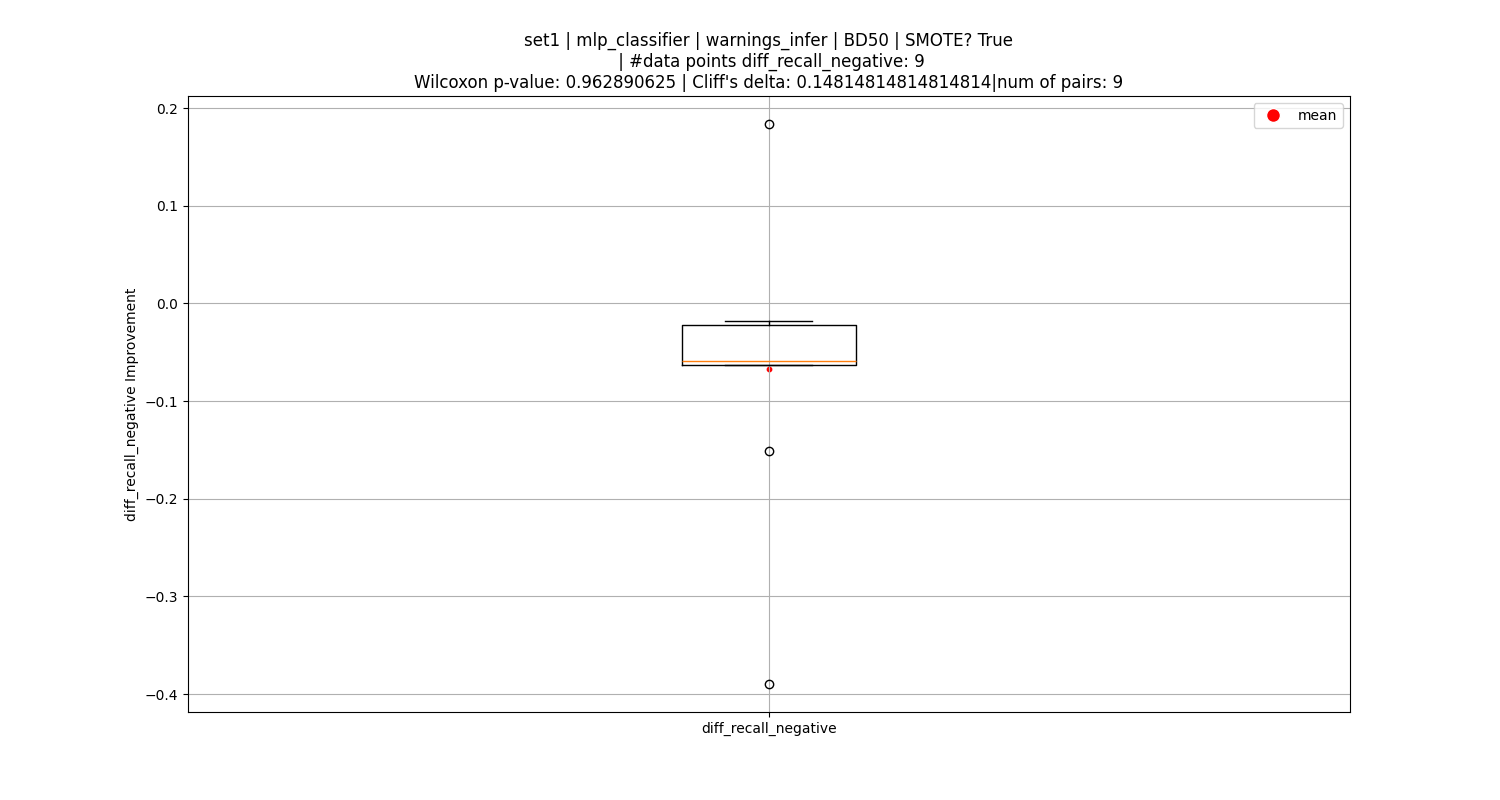 set1 | mlp_classifier | warnings_infer | BD50 | SMOTE? True
| #data points diff_recall_negative: 9
Wilcoxon p-value: 0.962890625 | Cliff's delta: 0.14814814814814814|num of pairs: 9
mean
0.2
0.1
0.0
−0.1
−0.2
−0.3
−0.4
diff_recall_negative Improvement
diff_recall_negative